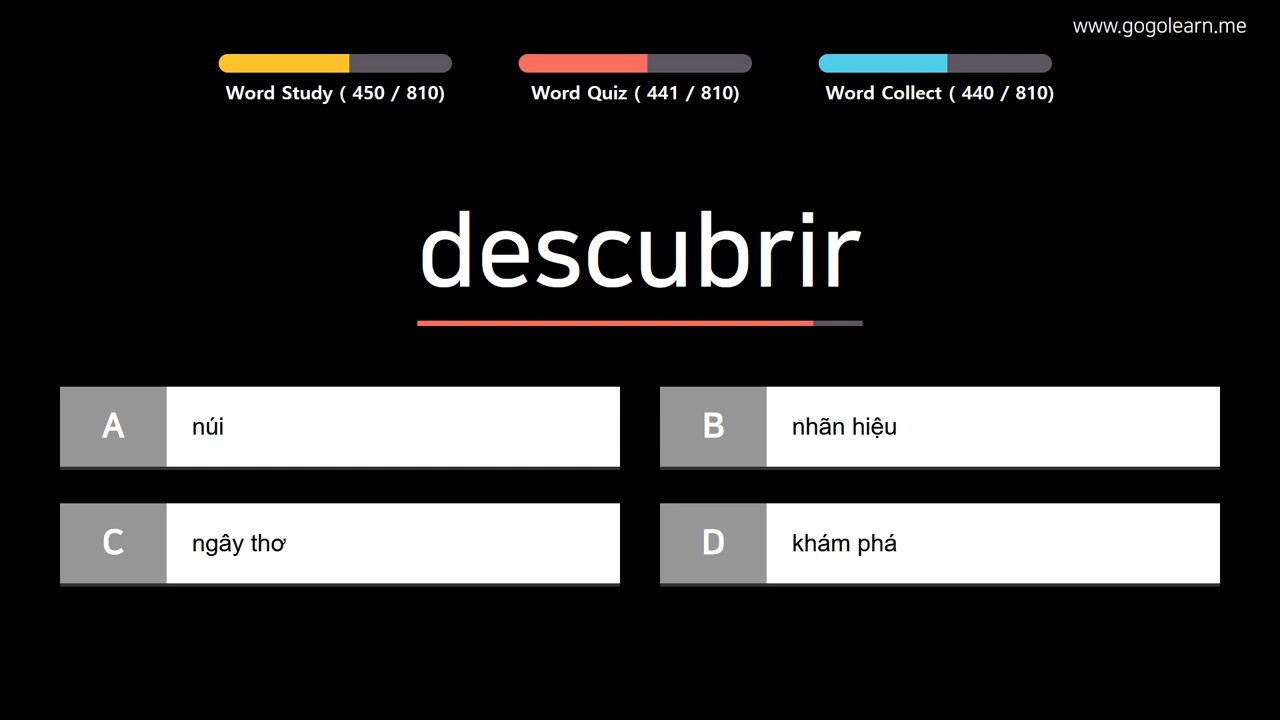 www.gogolearn.me
Word Study ( 450 / 810)
Word Quiz ( 441 / 810)
Word Collect ( 440 / 810)
descubrir
A
núi
B
nhãn hiệu
C
ngây thơ
D
khám phá